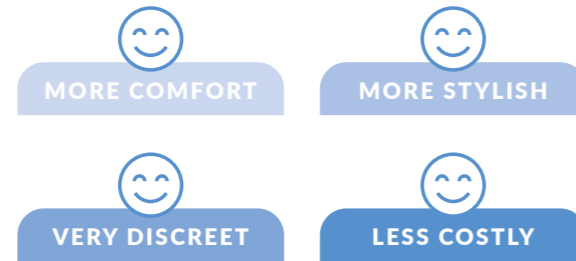 MORE COMFORT
MORE STYLISH
VERY DISCREET
LESS COSTLY